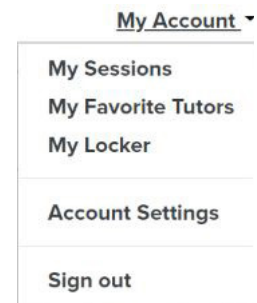 My Account
My Sessions
My Favorite Tutors
My Locker
Account Settings
Sign out